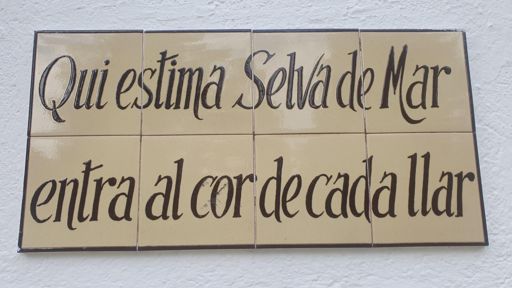 Qui estima Selva de Mar
entra al cor de cada llar